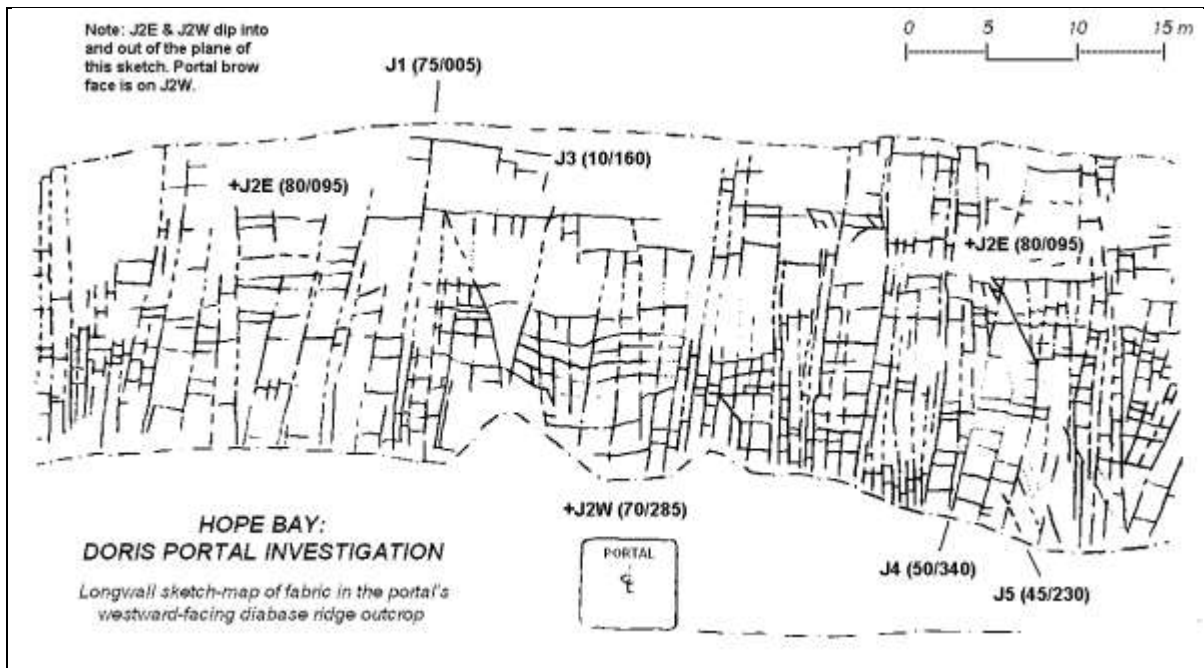 Note: J2E & J2W dip into
and out of the plane of
this sketch. Portal brow
face is on J2W.
0 5 10 15 m
J1 (75/005)
J3 (10/160)
+J2E (80/095)
+J2E (80/095)
+J2W (70/285)
HOPE BAY:
DORIS PORTAL INVESTIGATION
PORTAL
J4 (50/340)
J5 (45/230)
Longwall sketch-map of fabric in the portal's
westward-facing diabase ridge outcrop